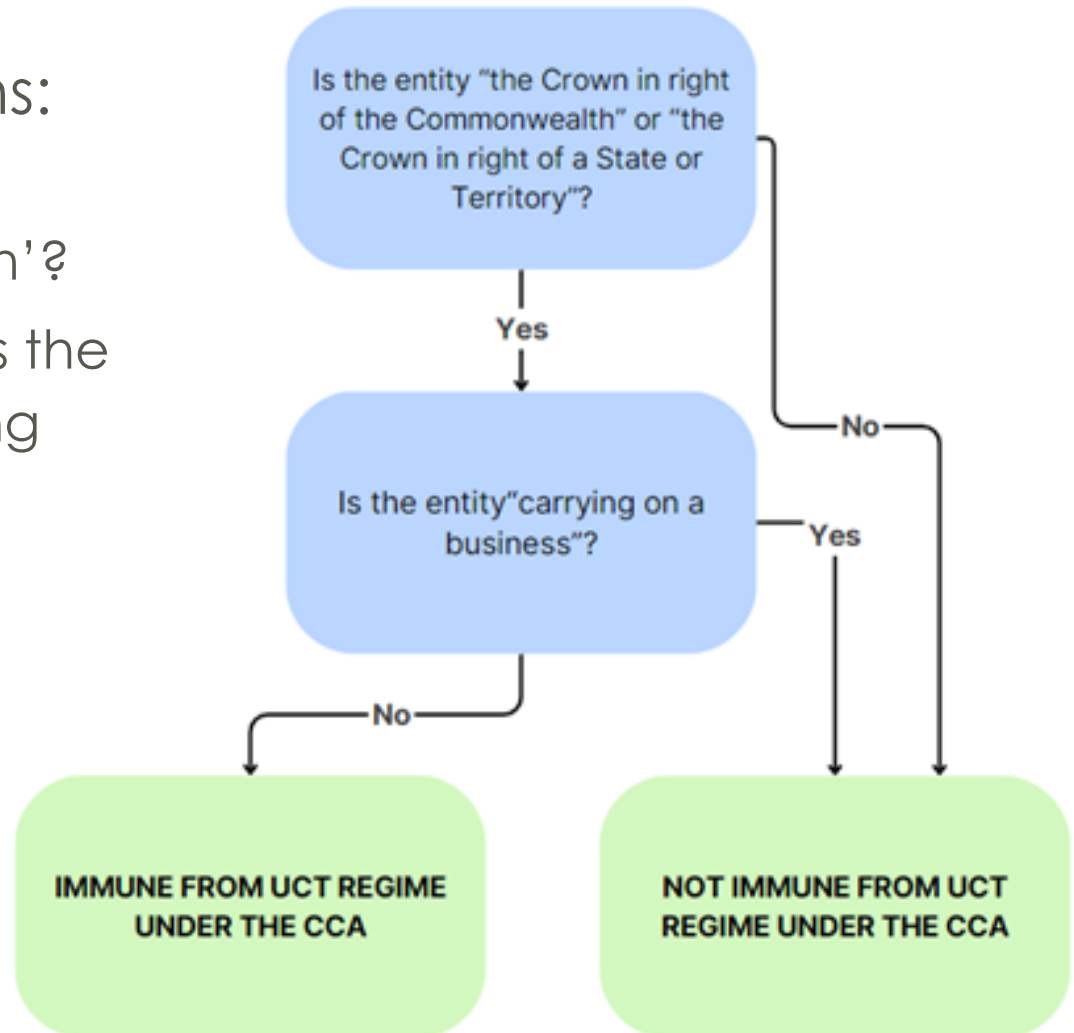 ns:
n'?
s the
ng
Is the entity "the Crown in right
of the Commonwealth" or "the
Crown in right of a State or
Territory"?
Yes
No
Is the entity"carrying on a
business"?
Yes
No
IMMUNE FROM UCT REGIME
UNDER THE CCA
NOT IMMUNE FROM UCT
REGIME UNDER THE CCA